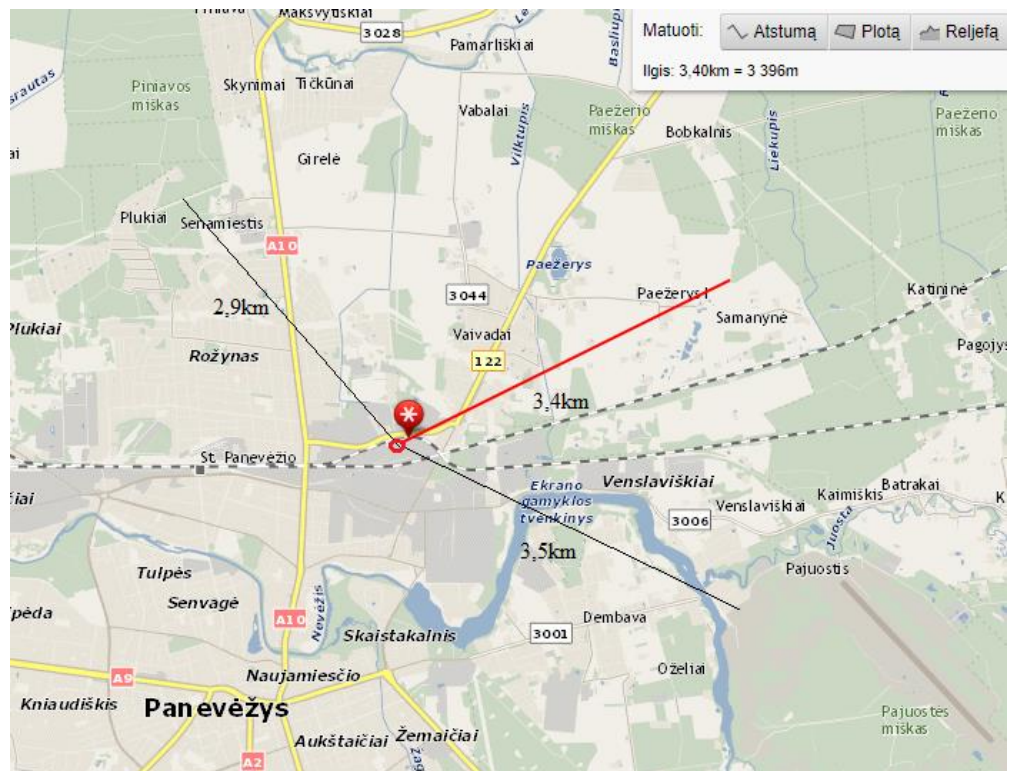 Maksvytiškiai
3028
Pamarliškiai
Basliupis
Matuoti:
Atstumą
Plotą
Reljefą
Ilgis: 3,40km = 3 396m
Piniavos
miškas
Skynimai
Tičkūnai
Vabalai
Vilktupis
Paežerio
miškas
Bobkalnis
Liekupis
Paežerio
miškas
Girelė
Plukiai
Senamiestis
A10
Paežerys
3044
Paežerys I
Samanynė
Katininė
2,9km
Plukiai
Rožynas
Vaivadai
122
Pagojys
3,4km
St. Panevėžio
Ekrano
gamyklos
tvenkinys
Venslaviškiai
Venslaviškiai
Kaimiškis
Batrakai
3006
Juosta
3,5km
Pajuostis
Tulpės
Senvagė
A10
Nevėžis
Skaistakalnis
3001
Dembava
Oželiai
A9
Naujamiesčio
Kniaudiškis
Panevėžys
Aukštaičiai
Žemaičiai
A2
Pajuostės
miškas